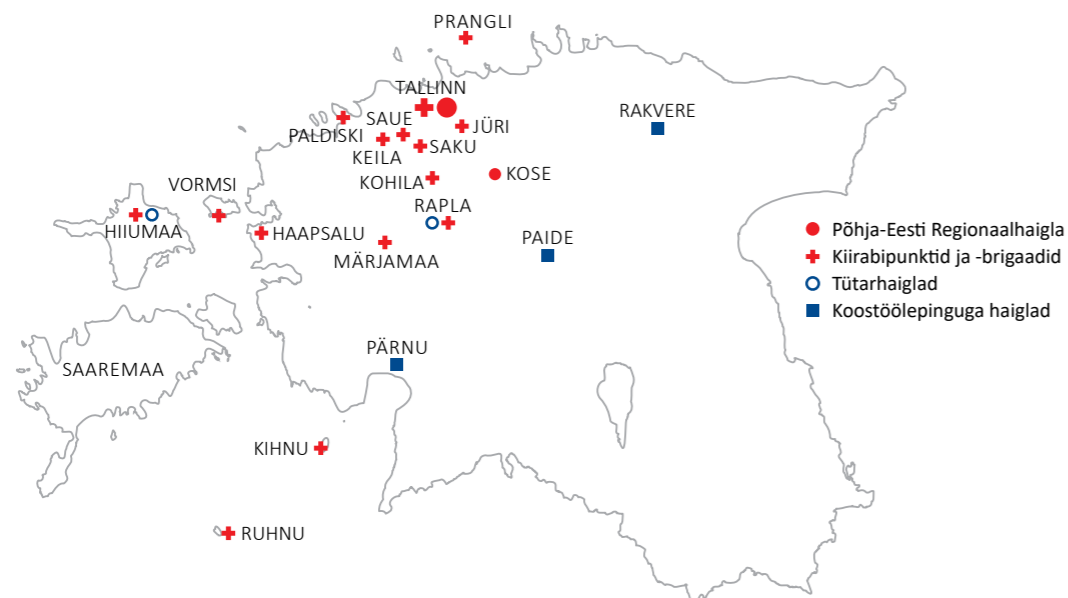 PRANGLI
TALLINN
RAKVERE
SAUE
JÜRI
PALDISKI
SAKU
KEILA
KOSE
KOHILA
VORMSI
RAPLA
HIIUMAA
HAAPSALU
PAIDE
MÄRJAMAA
Põhja-Eesti Regionaalhaigla
Kiirabipunktid ja -brigaadid
Tütarhaiglad
Koostöölepinguga haiglad
PÄRNU
SAAREMAA
KIHNU
RUHNU